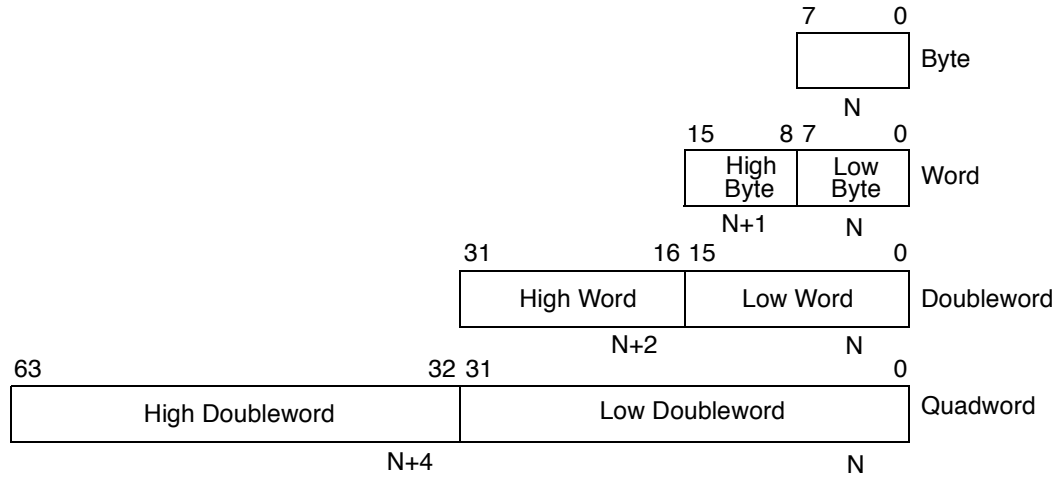 7 0
Byte
N
15 8 7 0
High Byte Low Byte Word
N+1 N
31 16 15 0
High Word Low Word Doubleword
N+2 N
63 32 31 0
High Doubleword Low Doubleword Quadword
N+4 N